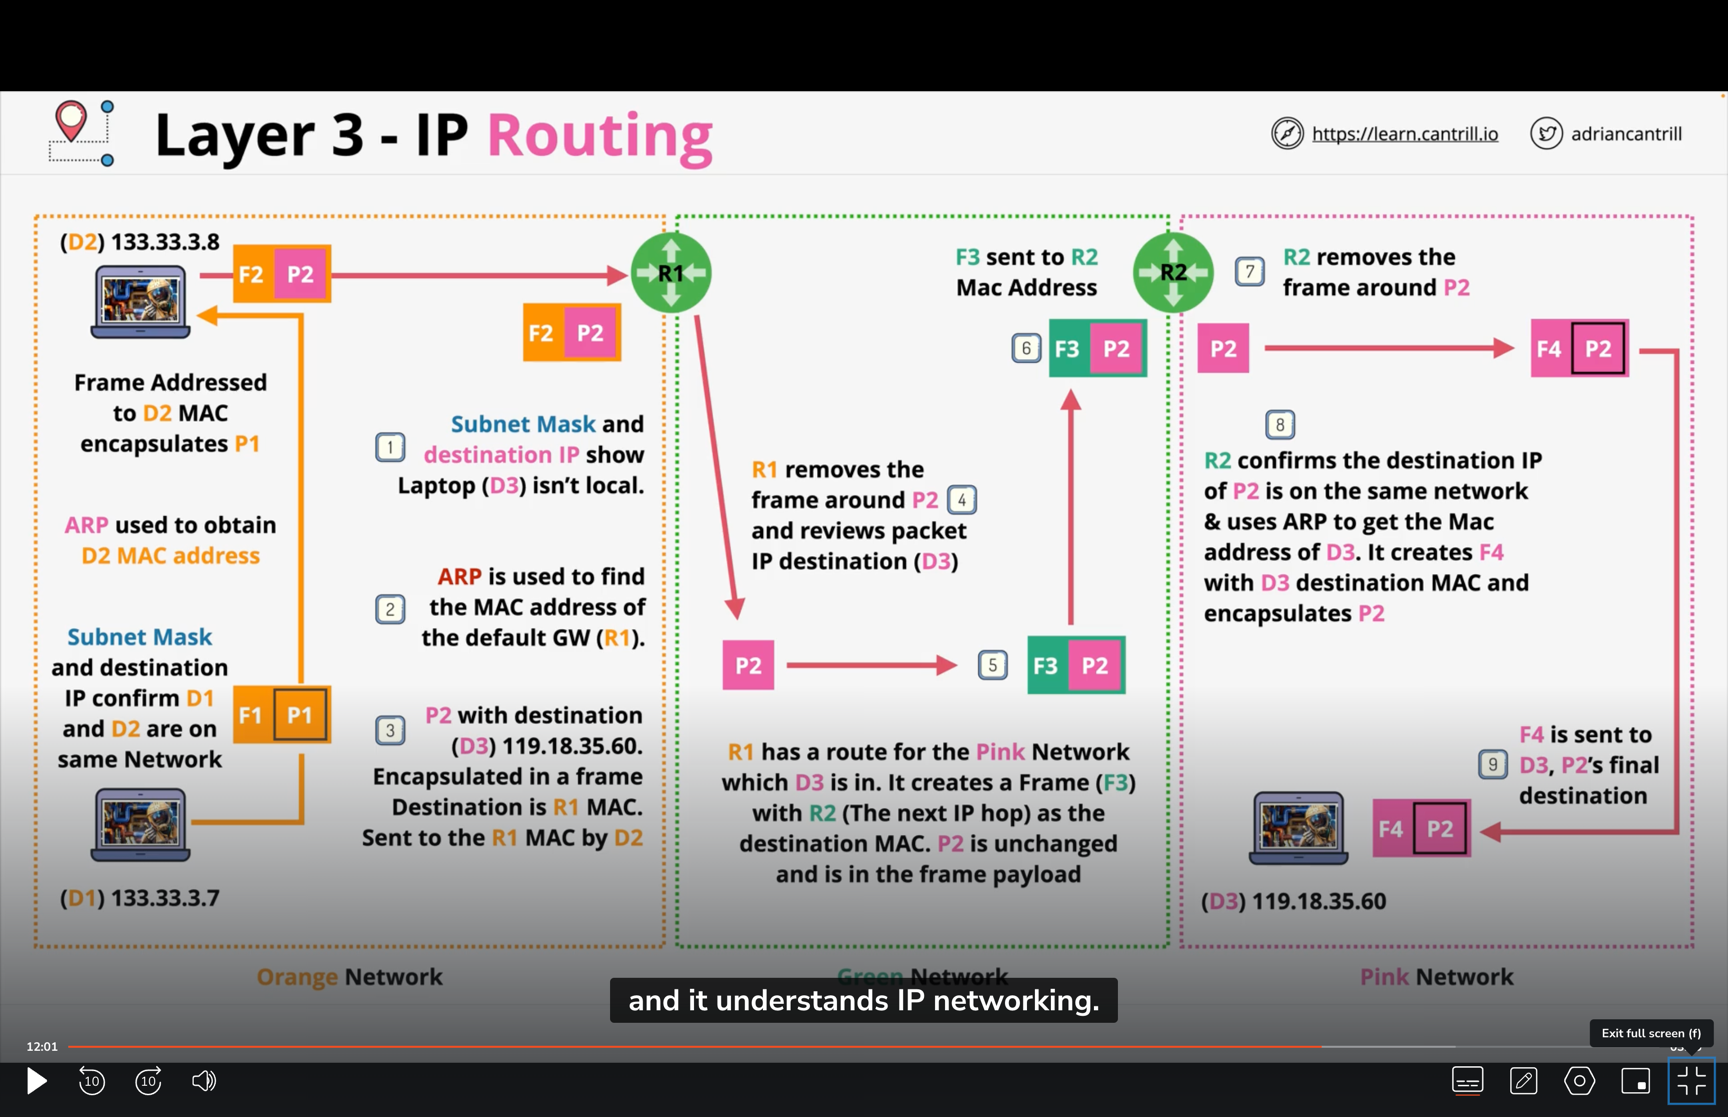 Layer 3 - IP Routing
https://learn.cantrill.io
adriancantrill
(D2) 133.33.3.8
F2 P2
Frame Addressed
to D2 MAC
encapsulates P1
ARP used to obtain
D2 MAC address
Subnet Mask
and destination
IP confirm D1
and D2 are on
same Network
F1 P1
(D1) 133.33.3.7
R1
F2 P2
1
Subnet Mask and
destination IP show
Laptop (D3) isn't local.
2
ARP is used to find
the MAC address of
the default GW (R1).
3
P2 with destination
(D3) 119.18.35.60.
Encapsulated in a frame
Destination is R1 MAC.
Sent to the R1 MAC by D2
Orange Network
R1 removes the
frame around P2 4
and reviews packet
IP destination (D3)
P2
5
F3 P2
R1 has a route for the Pink Network
which D3 is in. It creates a Frame (F3)
with R2 (The next IP hop) as the
destination MAC. P2 is unchanged
and is in the frame payload
F3 sent to R2
Mac Address
6
F3 P2
Green Network
R2
7
R2 removes the
frame around P2
P2
F4 P2
8
R2 confirms the destination IP
of P2 is on the same network
& uses ARP to get the Mac
address of D3. It creates F4
with D3 destination MAC and
encapsulates P2
9
F4 is sent to
D3, P2's final
destination
F4 P2
(D3) 119.18.35.60
Pink Network
and it understands IP networking.
Exit full screen (f)
12:01
10
10